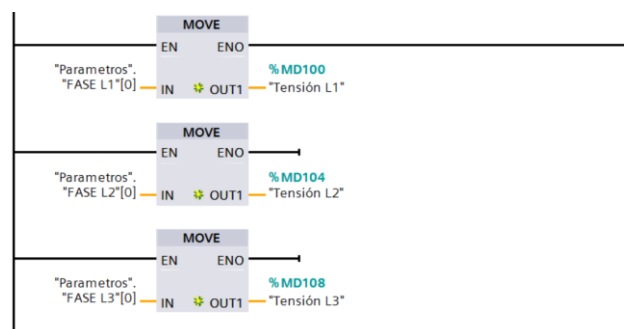 MOVE
EN ENO
"Parametros". %MD100
"FASE L1"[0] IN OUT1 "Tensión L1"
MOVE
EN ENO
"Parametros". %MD104
"FASE L2"[0] IN OUT1 "Tensión L2"
MOVE
EN ENO
"Parametros". %MD108
"FASE L3"[0] IN OUT1 "Tensión L3"